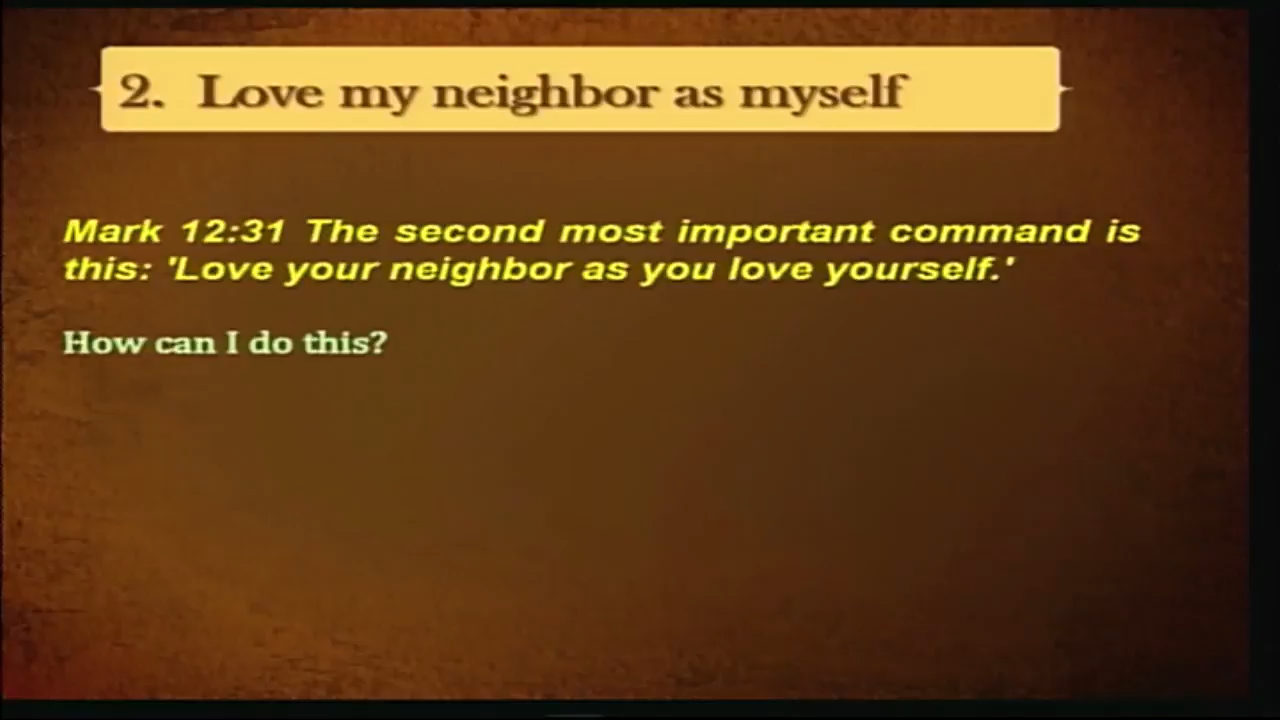 2. Love my neighbor as myself
Mark 12:31 The second most important command is
this: 'Love your neighbor as you love yourself.'
How can I do this?